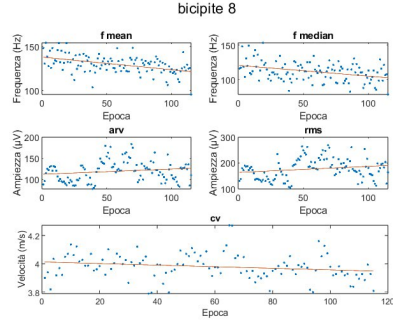 bicipite 8
f mean
f median
Frequenza (Hz)
150
100
0 50 100
Epoca
Frequenza (Hz)
150
100
0 50 100
Epoca
arv
rms
Ampiezza (µV)
200
150
100
0 50 100
Epoca
Ampiezza (µV)
300
200
100
0 50 100
Epoca
cv
Velocità (m/s)
4.2
4
3.8
0 20 40 60 80 100 120
Epoca